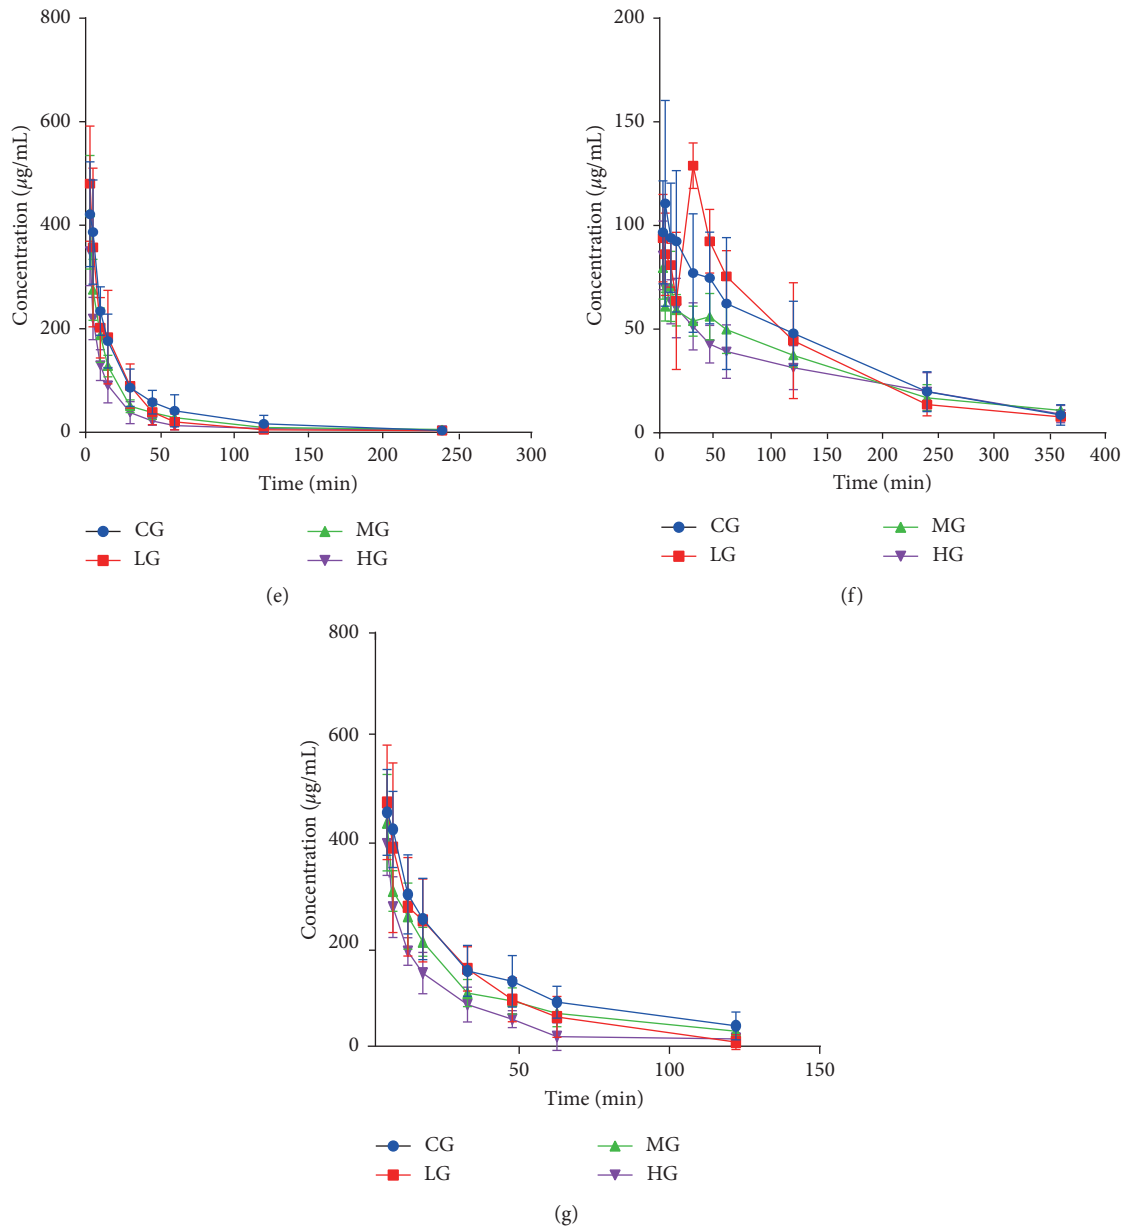 800
600
400
200
0
Concentration (μg/mL)
0 50 100 150 200 250 300
Time (min)
CG MG
LG HG
(e)
200
150
100
50
0
Concentration (μg/mL)
0 50 100 150 200 250 300 350 400
Time (min)
CG MG
LG HG
(f)
800
600
400
200
0
Concentration (μg/mL)
50 100 150
Time (min)
CG MG
LG HG
(g)